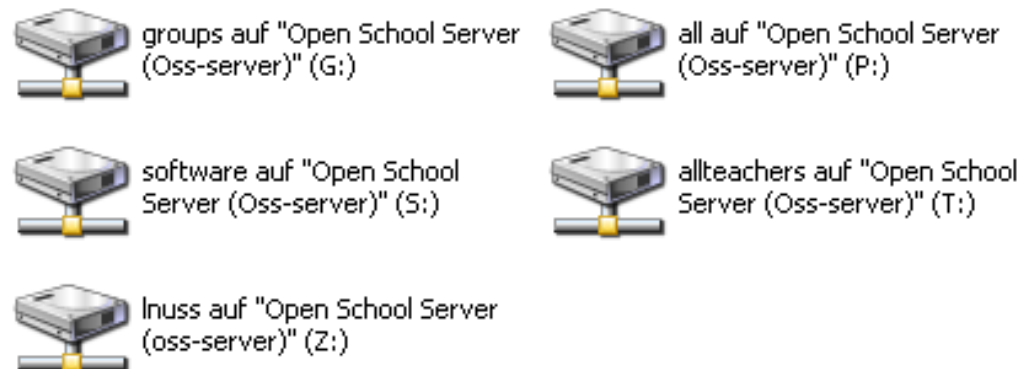 groups auf "Open School Server
(Oss-server)" (G:)
all auf "Open School Server
(Oss-server)" (P:)
software auf "Open School
Server (Oss-server)" (S:)
allteachers auf "Open School
Server (Oss-server)" (T:)
lnuss auf "Open School Server
(oss-server)" (Z:)